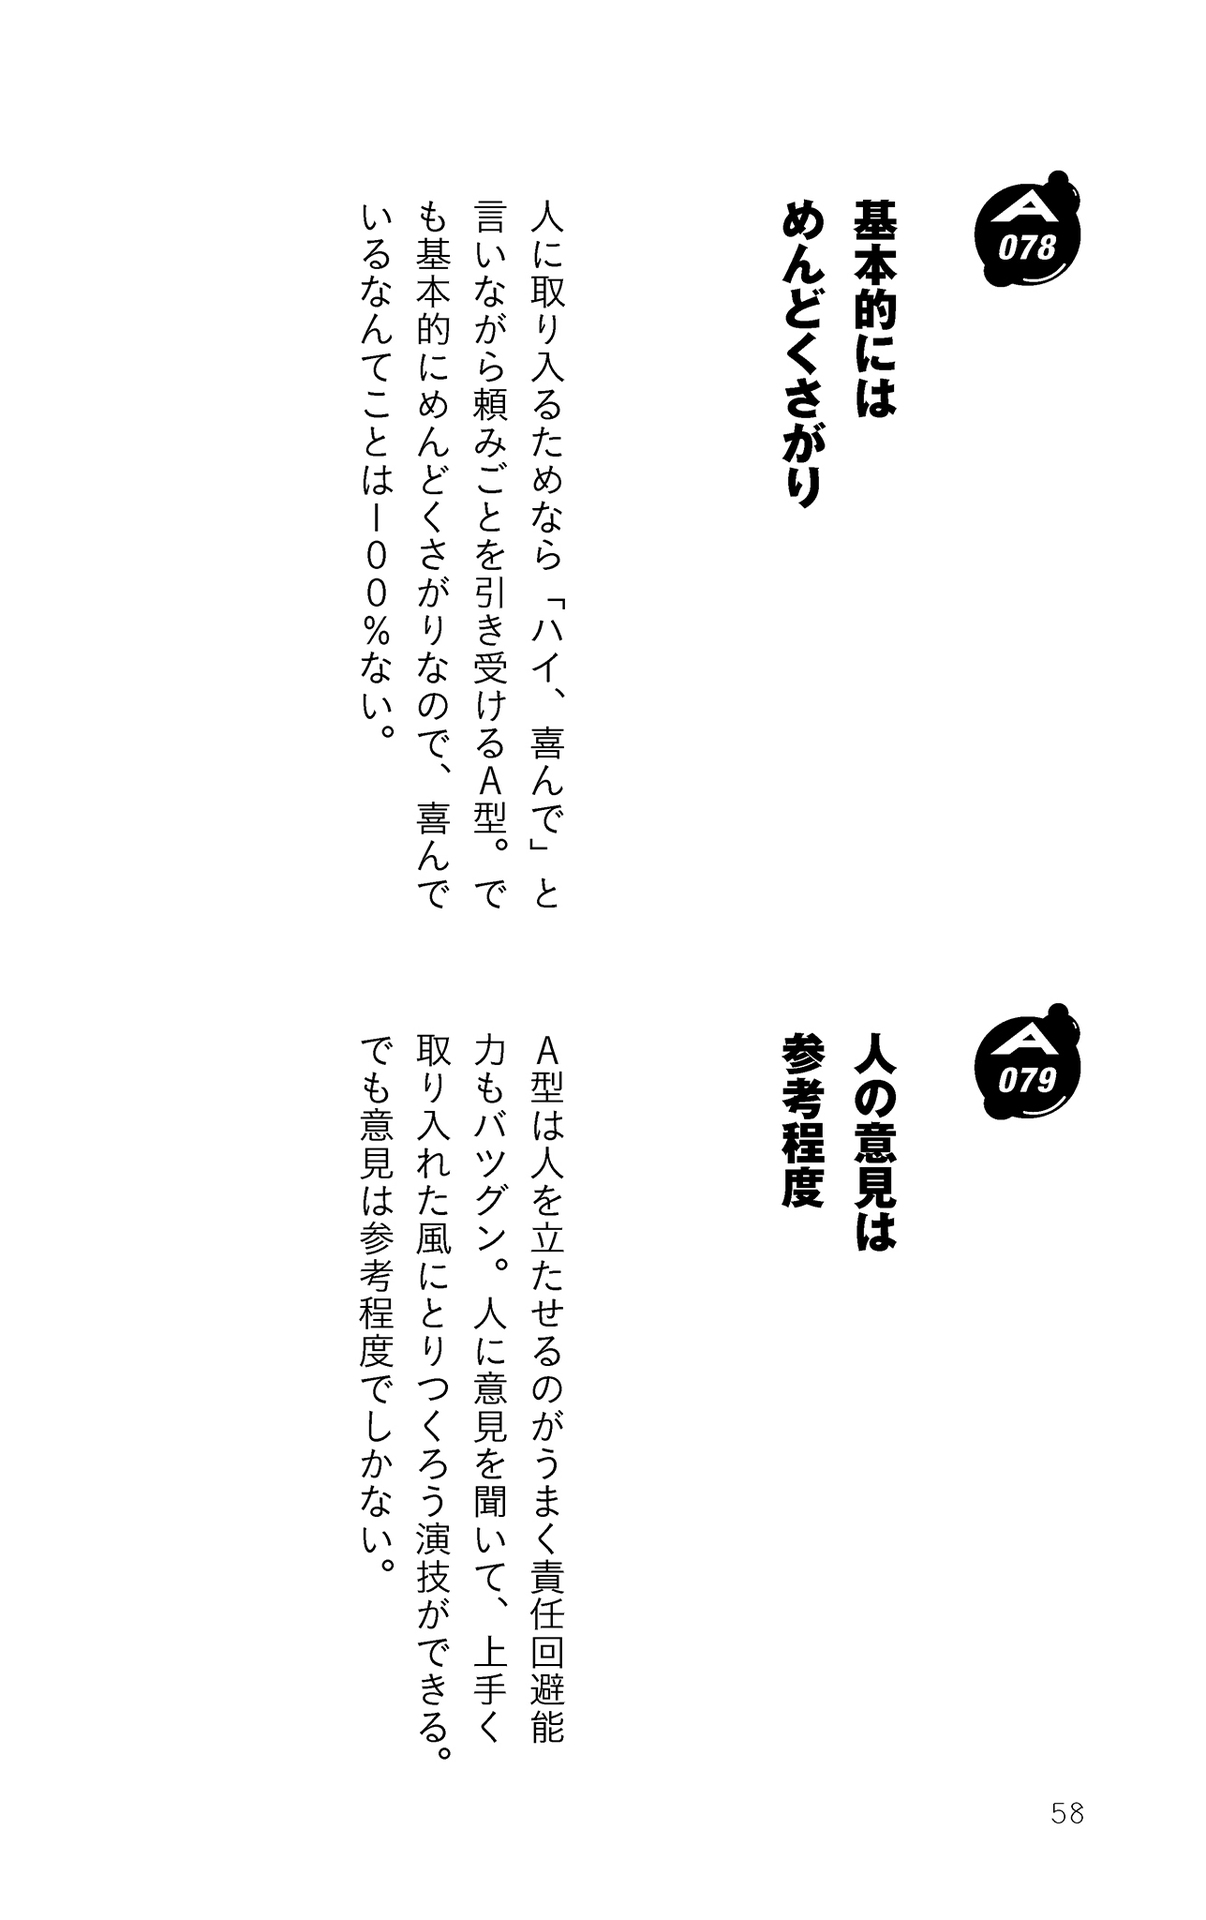 A
078
基本的には
めんどくさがり
人に取り入るためなら「ハイ、喜んで」と
言いながら頼みごとを引き受けるA型。で
も基本的にめんどくさがりなので、喜んで
いるなんてことは100%ない。
A
079
人の意見は
参考程度
A型は人を立たせるのがうまく責任回避能
力もバツグン。人に意見を聞いて、上手く
取り入れた風にとりつくろう演技ができる。
でも意見は参考程度でしかない。
58